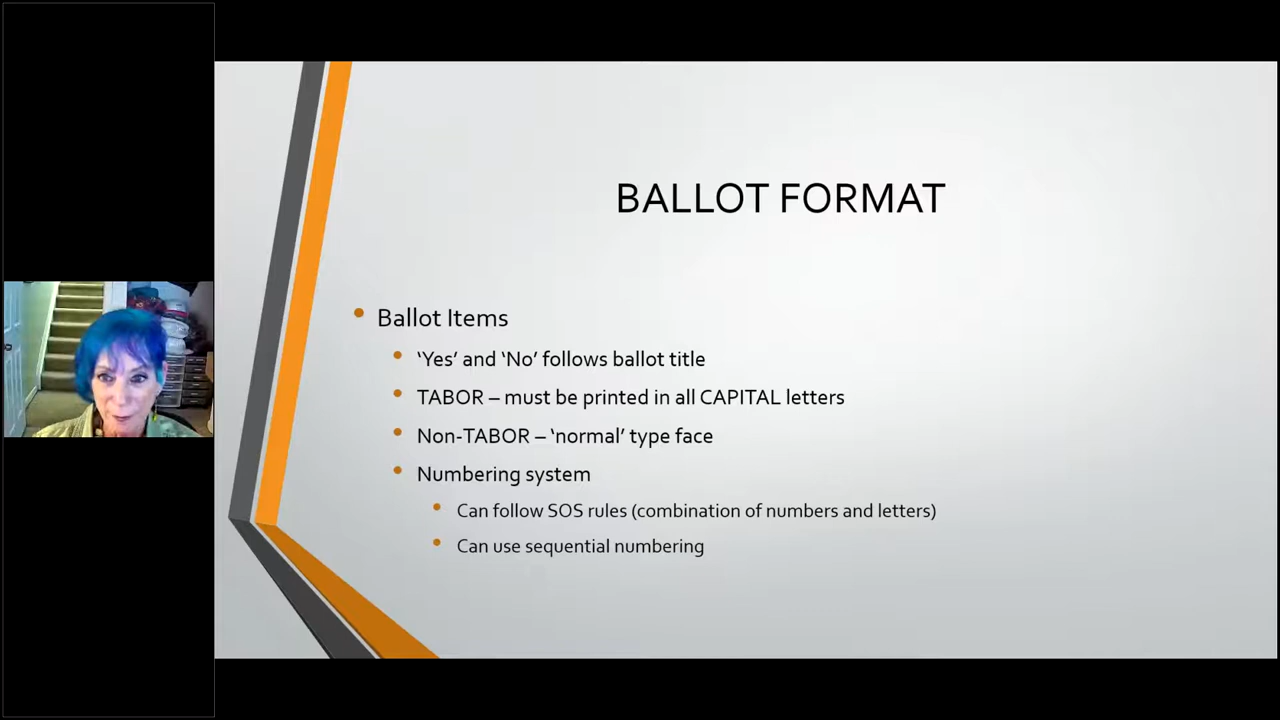 BALLOT FORMAT
Ballot Items
‘Yes’ and ‘No’ follows ballot title
TABOR – must be printed in all CAPITAL letters
Non-TABOR – ‘normal’ type face
Numbering system
Can follow SOS rules (combination of numbers and letters)
Can use sequential numbering